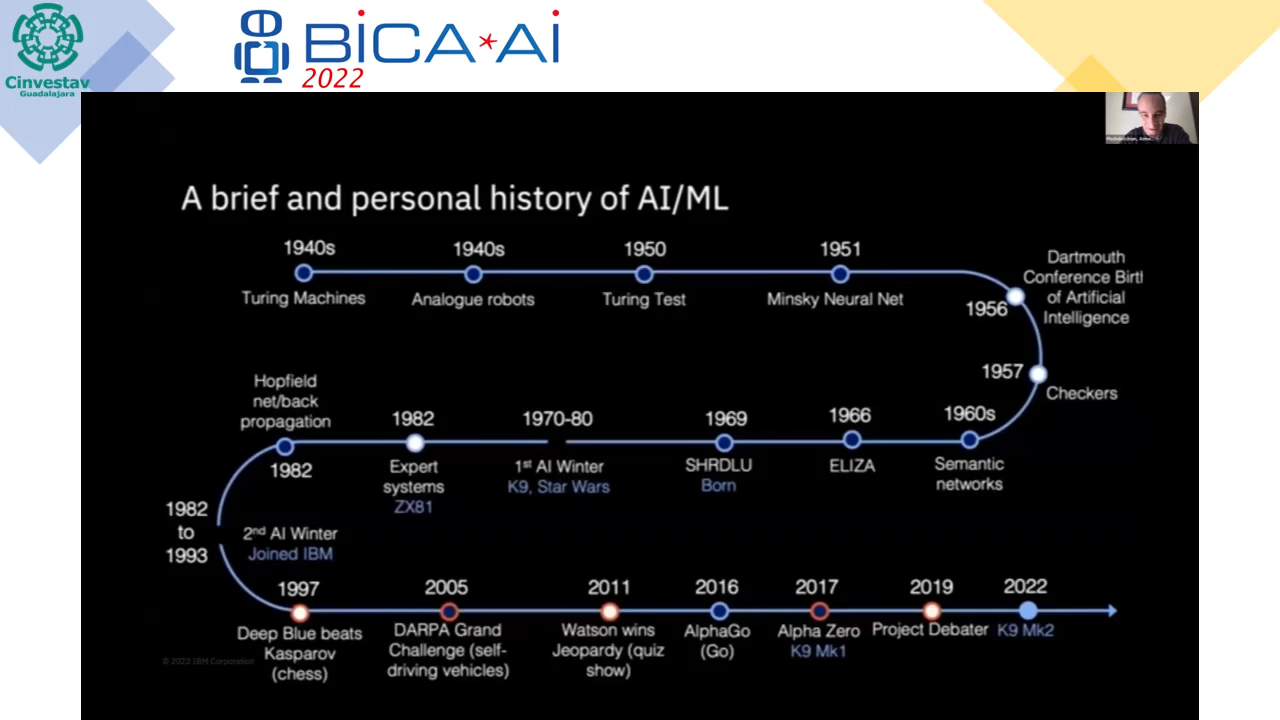 Cinvestav
Guadalajara
BiCA*Ai
2022
A brief and personal history of AI/ML
1940s
Turing Machines
1940s
Analogue robots
1950
Turing Test
1951
Minsky Neural Net
Dartmouth
Conference Birt
of Artificial
Intelligence
1956
1957
Checkers
1960s
Semantic
networks
1966
ELIZA
1969
SHRDLU
Born
1970-80
1st AI Winter
K9, Star Wars
1982
Expert
systems
ZX81
Hopfield
net/back
propagation
1982
1982
to
1993
2nd AI Winter
Joined IBM
1997
Deep Blue beats
Kasparov
(chess)
2005
DARPA Grand
Challenge (self-
driving vehicles)
2011
Watson wins
Jeopardy (quiz
show)
2016
AlphaGo
(Go)
2017
Alpha Zero
K9 Mk1
2019
Project Debater
2022
K9 Mk2
© 2022 IBM Corporation